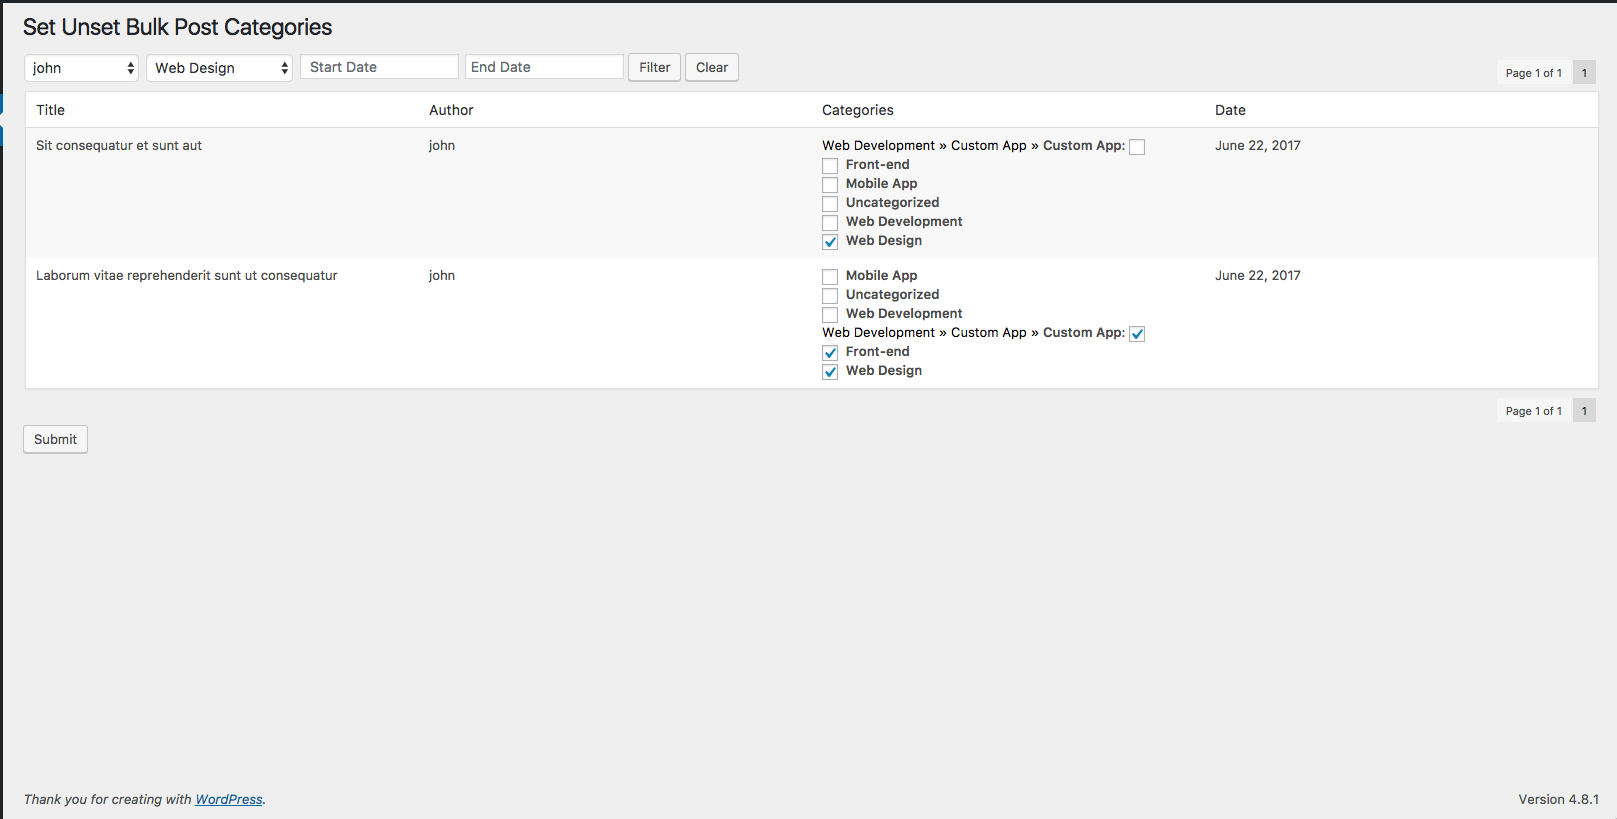 Set Unset Bulk Post Categories
john Web Design Start Date End Date Filter Clear
Page 1 of 1 1
Title Author Categories Date
Sit consequatur et sunt aut john Web Development » Custom App » Custom App: June 22, 2017
Front-end
Mobile App
Uncategorized
Web Development
Web Design
Laborum vitae reprehenderit sunt ut consequatur john Mobile App June 22, 2017
Uncategorized
Web Development
Web Development » Custom App » Custom App:
Front-end
Web Design
Page 1 of 1 1
Submit
Thank you for creating with WordPress. Version 4.8.1